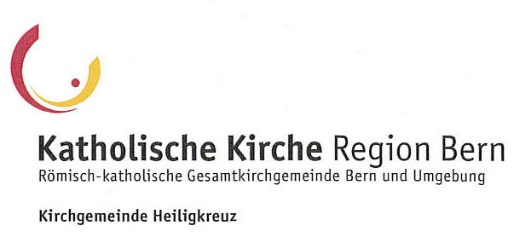 Katholische Kirche Region Bern
Römisch-katholische Gesamtkirchgemeinde Bern und Umgebung
Kirchgemeinde Heiligkreuz